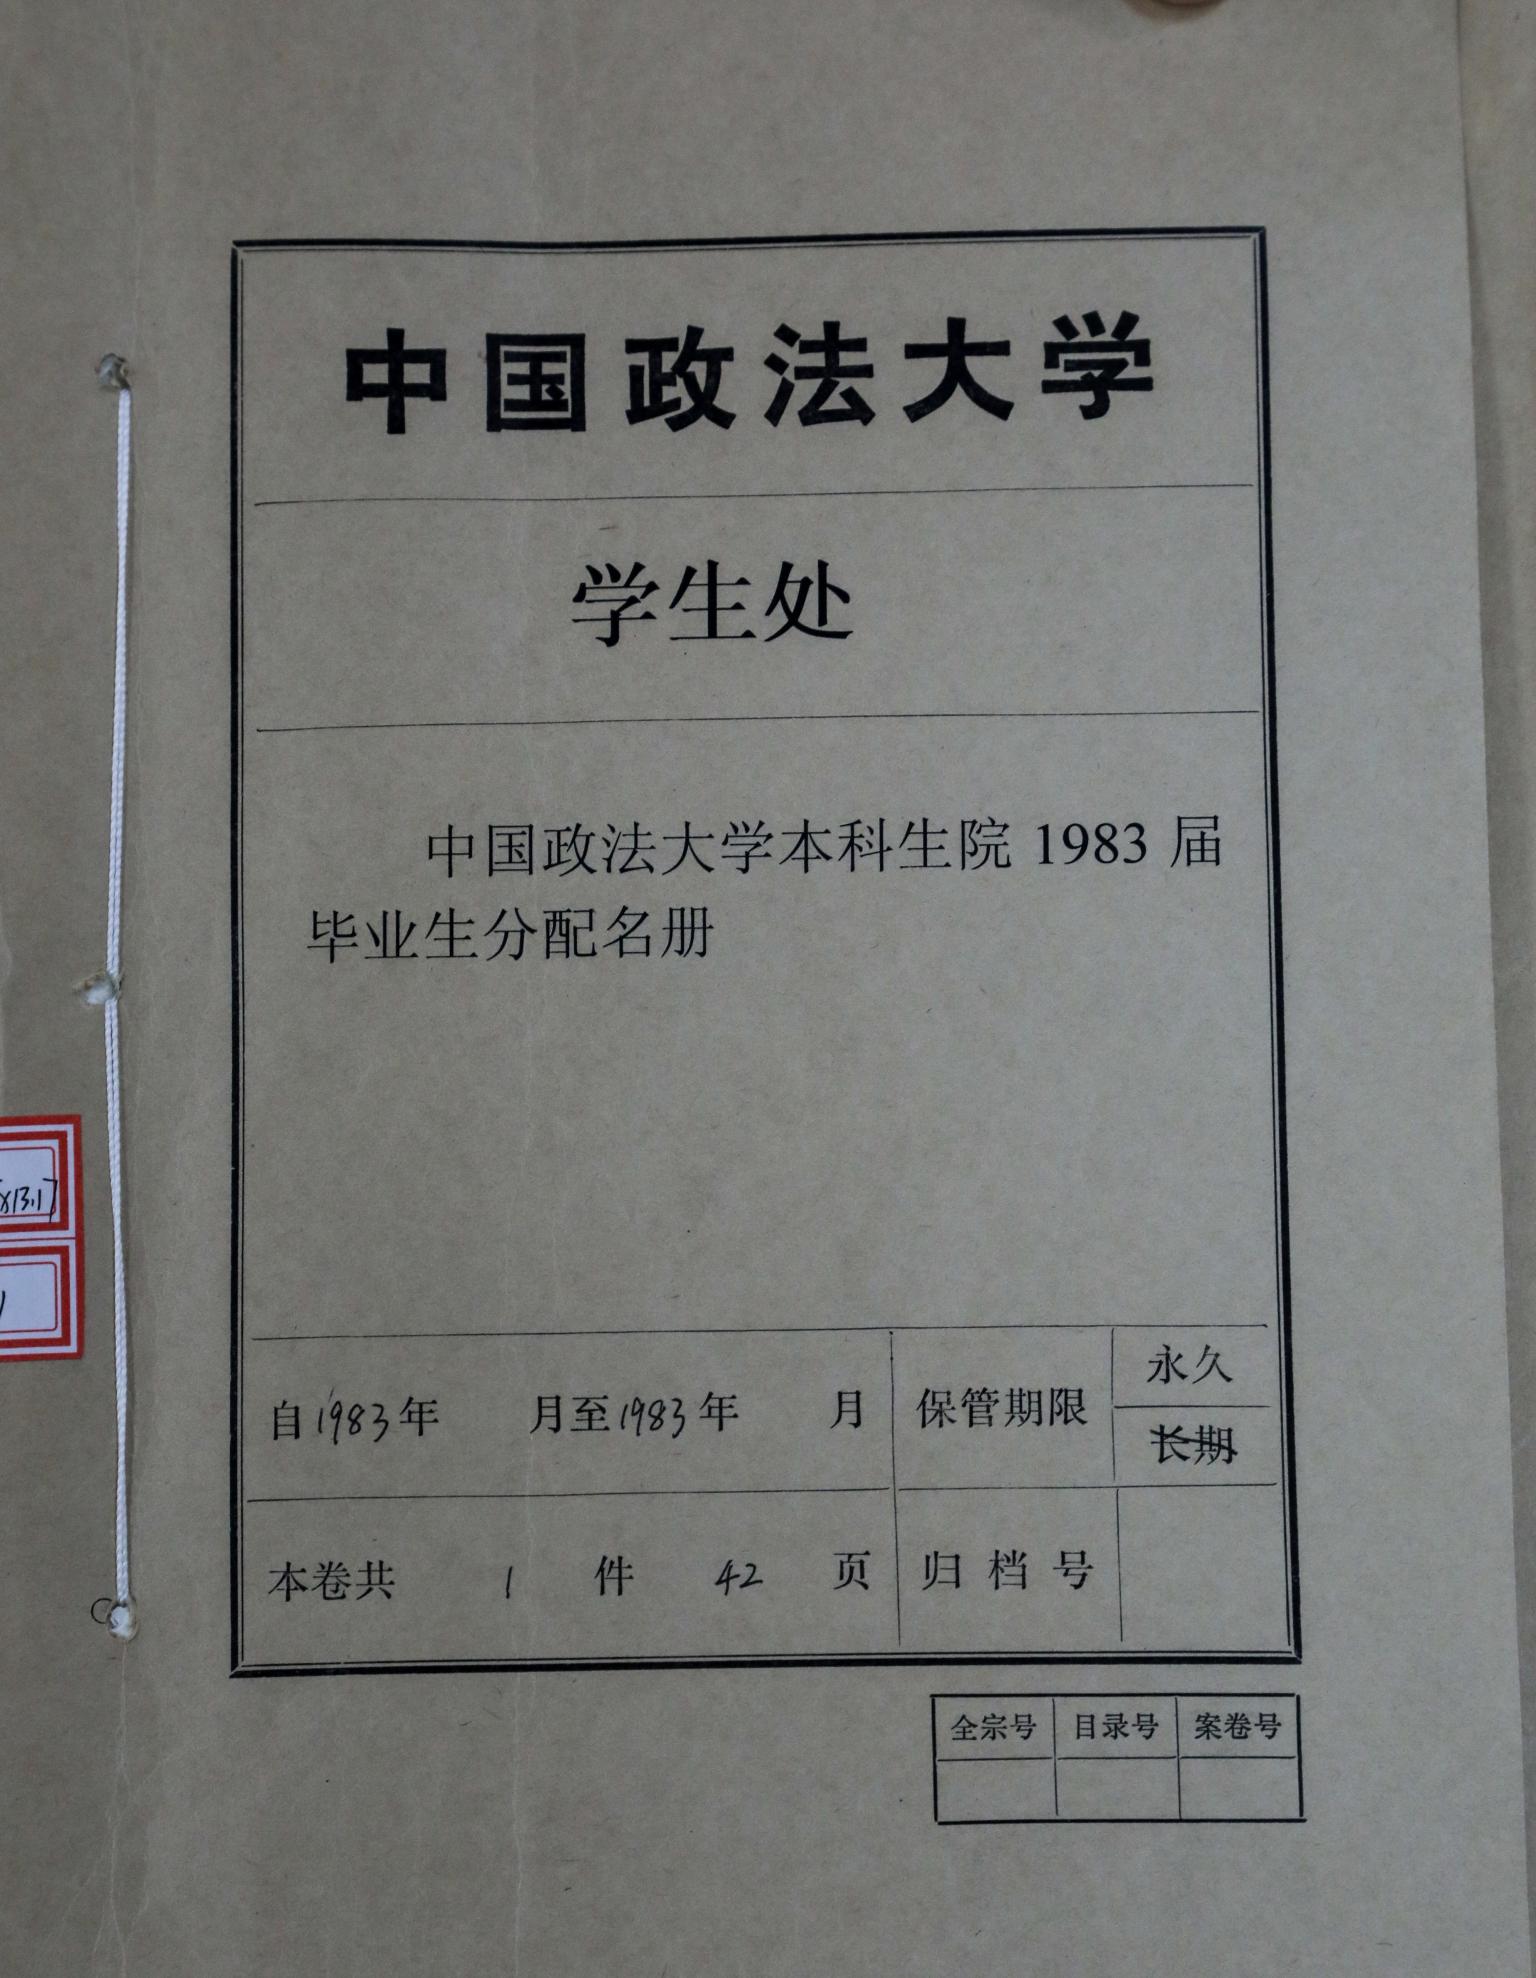 中国政法大学
学生处
中国政法大学本科生院 1983 届
毕业生分配名册
自1983年 月至1983年 月
保管期限
永久
长期
本卷共 1 件 42 页
归档号
全宗号 目录号 案卷号